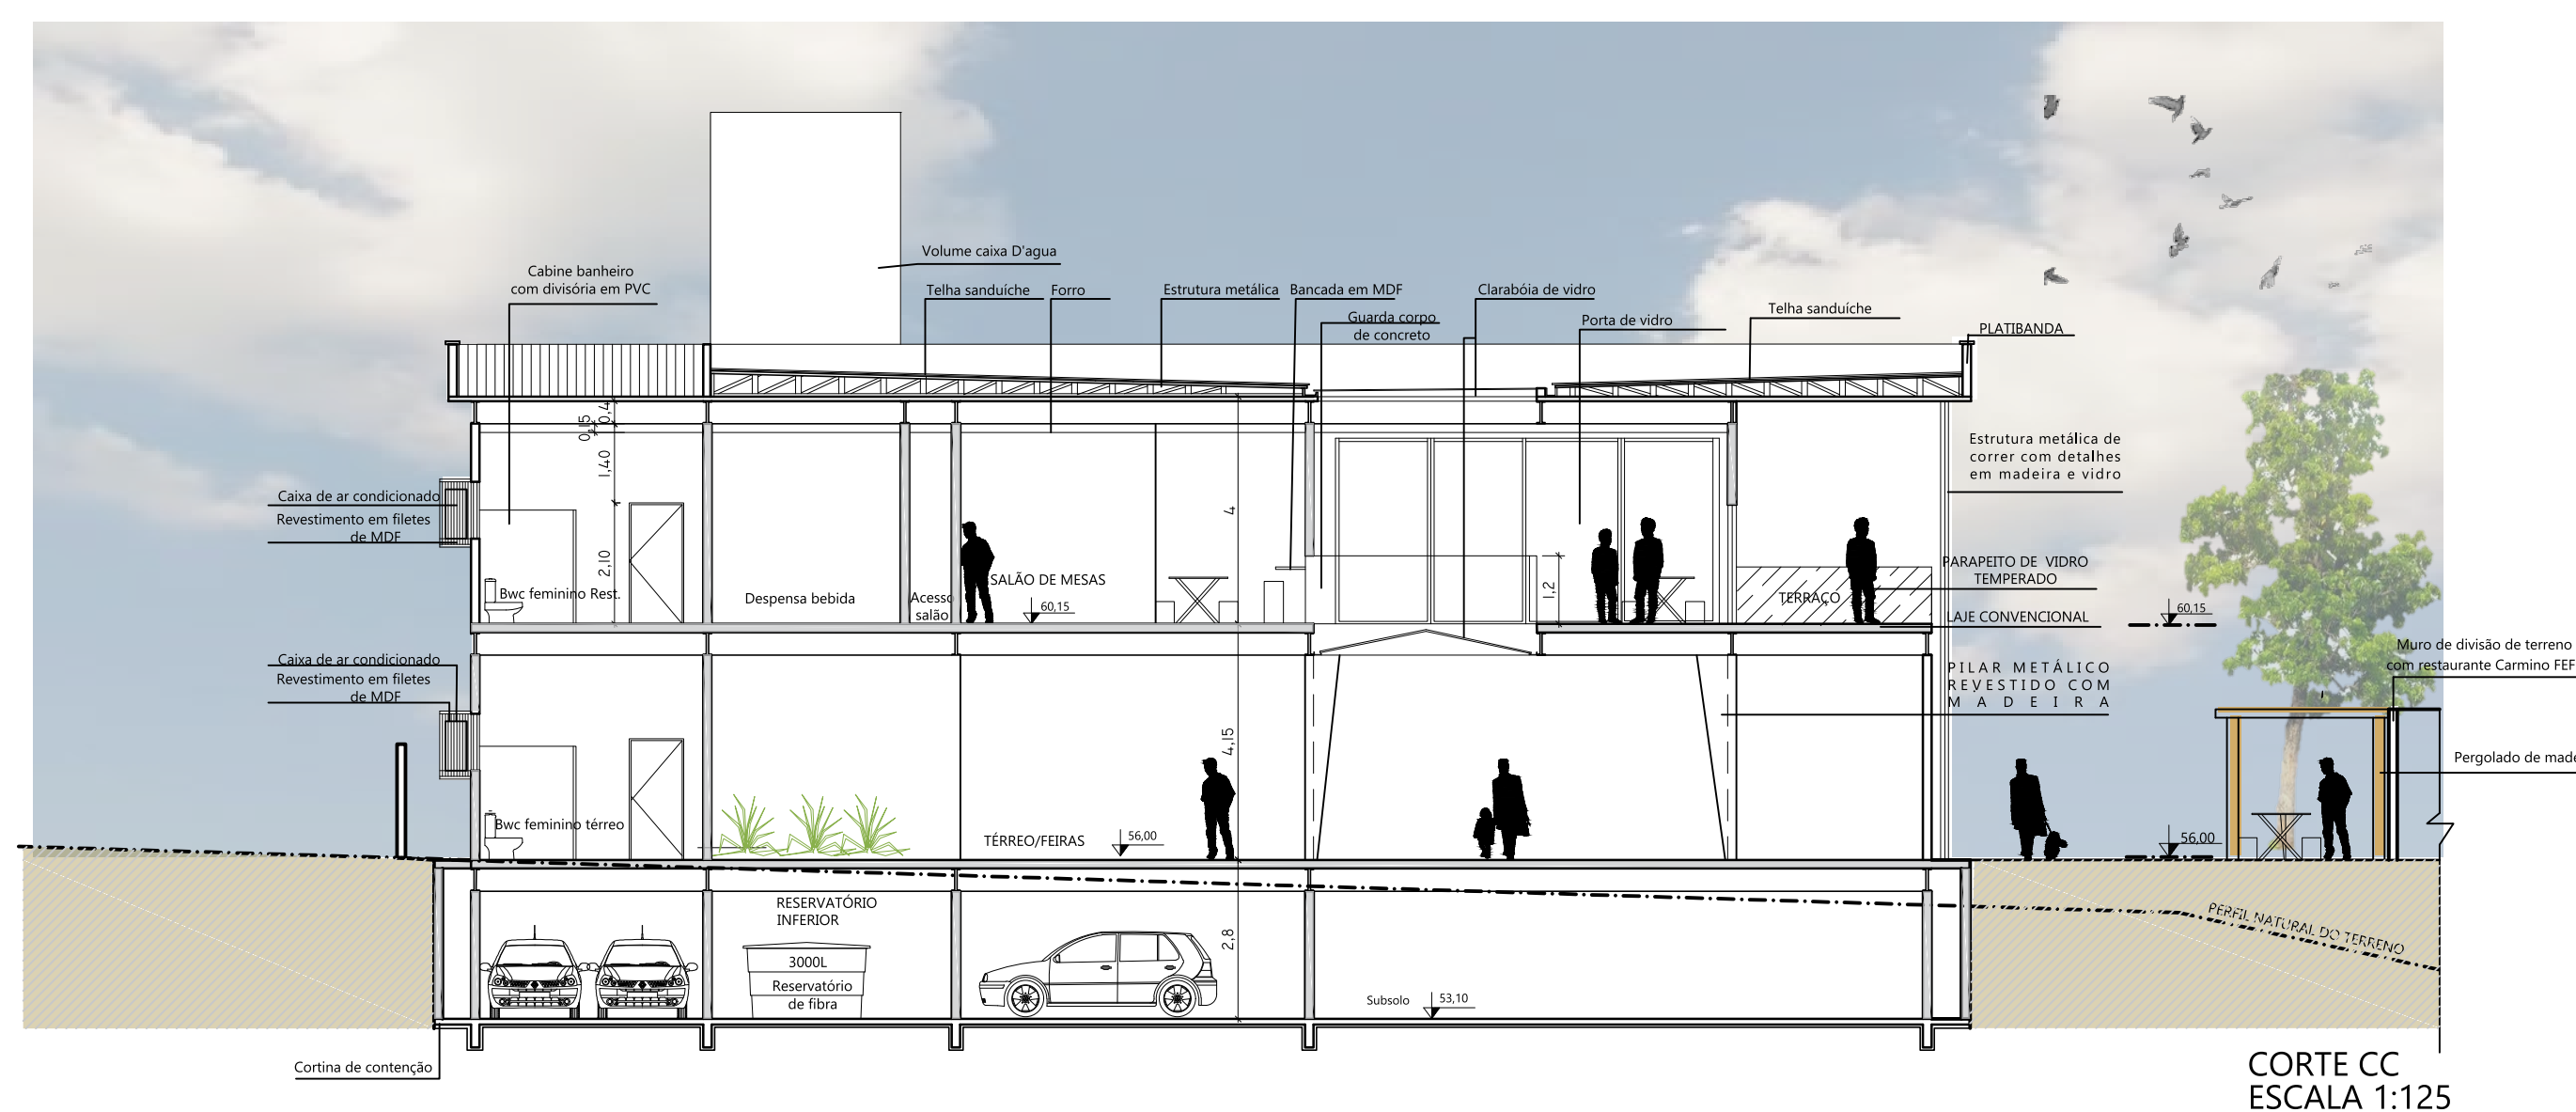 Volume caixa D'agua
Cabine banheiro
com divisória em PVC
Telha sanduíche
Forro
Estrutura metálica
Bancada em MDF
Guarda corpo
de concreto
Clarabóia de vidro
Porta de vidro
Telha sanduíche
PLATIBANDA
0,15
0,4
1,40
2,10
4
1,2
Estrutura metálica de
correr com detalhes
em madeira e vidro
Caixa de ar condicionado
Revestimento em filetes
de MDF
Bwc feminino Rest.
Despensa bebida
Acesso
salão
SALÃO DE MESAS
60,15
TERRAÇO
PARAPEITO DE VIDRO
TEMPERADO
LAJE CONVENCIONAL
60,15
Muro de divisão de terreno
com restaurante Carmino
Caixa de ar condicionado
Revestimento em filetes
de MDF
PILAR METÁLICO
REVESTIDO COM
MADEIRA
4,15
Pergolado de
Bwc feminino térreo
TÉRREO/FEIRAS
56,00
56,00
RESERVATÓRIO
INFERIOR
3000L
Reservatório
de fibra
2,8
Subsolo
53,10
PERFIL NATURAL DO TERRENO
Cortina de contenção
CORTE CC
ESCALA 1:125